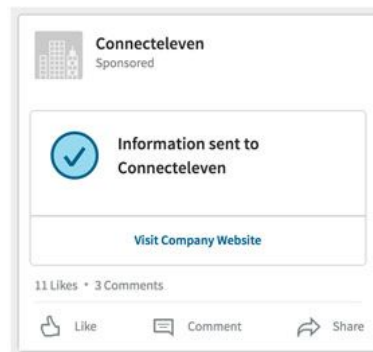 Connecteleven
Sponsored
Information sent to
Connecteleven
Visit Company Website
11 Likes • 3 Comments
Like Comment Share